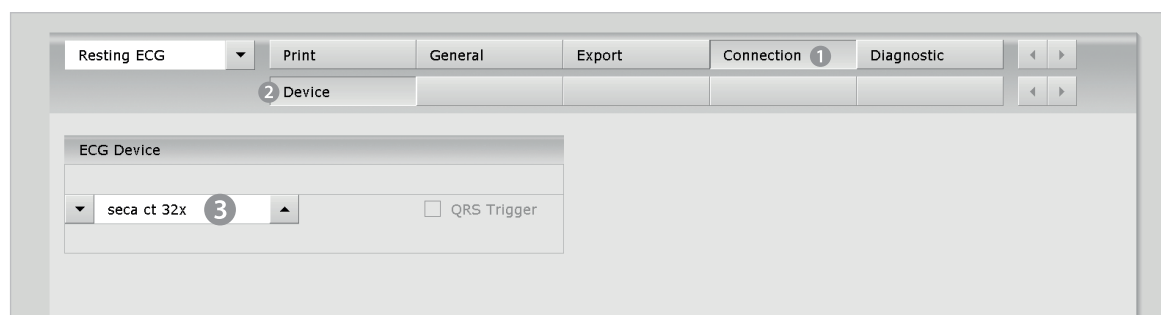 Resting ECG Print General Export Connection 1 Diagnostic
2 Device
ECG Device
seca ct 32x 3 QRS Trigger